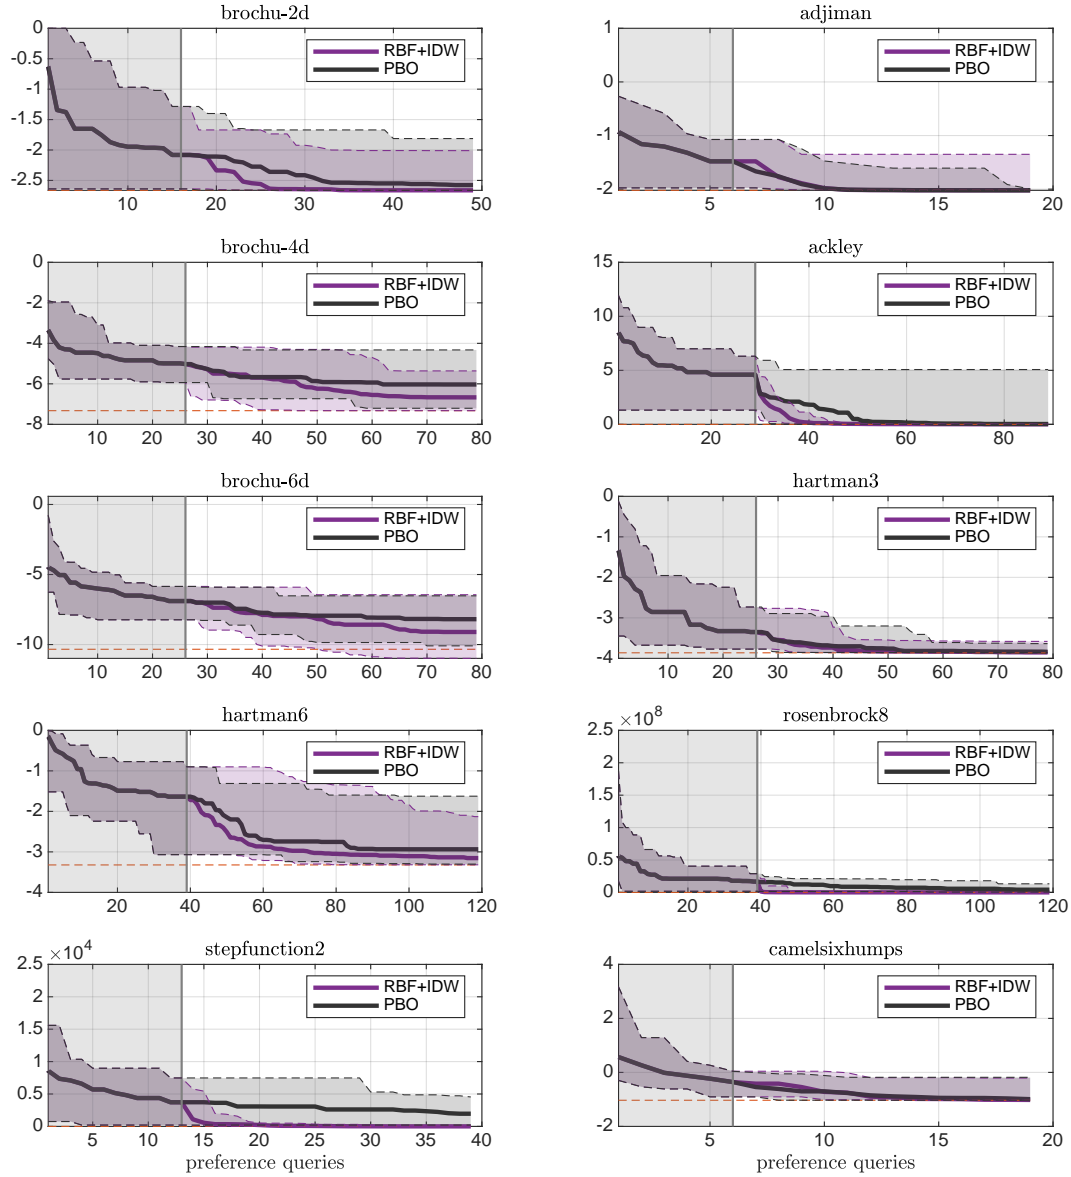 brochu-2d
0
-0.5
-1
-1.5
-2
-2.5
10 20 30 40 50
RBF+IDW
PBO
adjiman
1
0
-1
-2
5 10 15 20
RBF+IDW
PBO
brochu-4d
0
-2
-4
-6
-8
10 20 30 40 50 60 70 80
RBF+IDW
PBO
ackley
15
10
5
0
20 40 60 80
RBF+IDW
PBO
brochu-6d
0
-5
-10
10 20 30 40 50 60 70 80
RBF+IDW
PBO
hartman3
0
-1
-2
-3
-4
10 20 30 40 50 60 70 80
RBF+IDW
PBO
hartman6
0
-1
-2
-3
-4
20 40 60 80 100 120
RBF+IDW
PBO
rosenbrock8
×10^8
2.5
2
1.5
1
0.5
0
20 40 60 80 100 120
RBF+IDW
PBO
stepfunction2
×10^4
2.5
2
1.5
1
0.5
0
5 10 15 20 25 30 35 40
RBF+IDW
PBO
preference queries
camelsixhumps
4
2
0
-2
5 10 15 20
RBF+IDW
PBO
preference queries